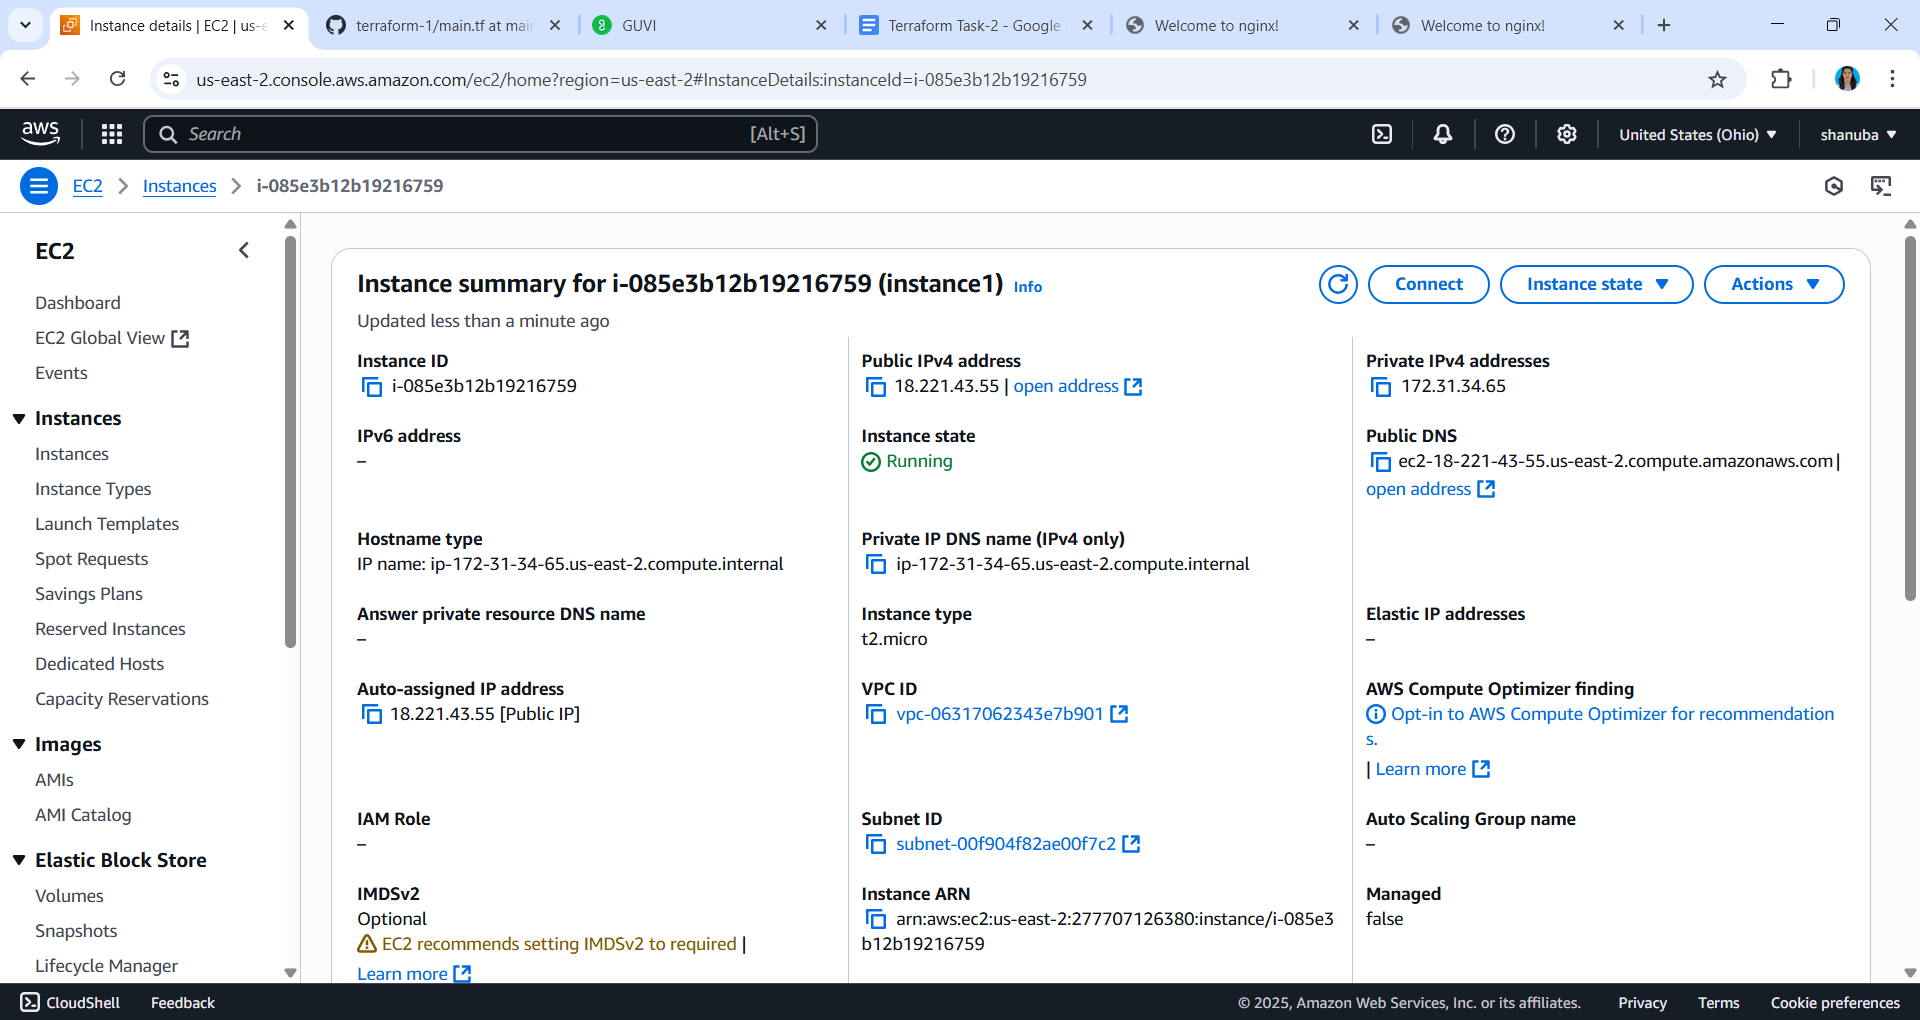 Instance details | EC2 | us-e
terraform-1/main.tf at mai
GUVI
Terraform Task-2 - Google
Welcome to nginx!
Welcome to nginx!
us-east-2.console.aws.amazon.com/ec2/home?region=us-east-2#InstanceDetails:instanceId=i-085e3b12b19216759
aws
Search
[Alt+S]
United States (Ohio)
shanuba
EC2
Instances
i-085e3b12b19216759
EC2
Dashboard
EC2 Global View
Events
Instances
Instances
Instance Types
Launch Templates
Spot Requests
Savings Plans
Reserved Instances
Dedicated Hosts
Capacity Reservations
Images
AMIs
AMI Catalog
Elastic Block Store
Volumes
Snapshots
Lifecycle Manager
Instance summary for i-085e3b12b19216759 (instance1) Info
Updated less than a minute ago
Connect
Instance state
Actions
Instance ID
i-085e3b12b19216759
Public IPv4 address
18.221.43.55 | open address
Private IPv4 addresses
172.31.34.65
IPv6 address
–
Instance state
Running
Public DNS
ec2-18-221-43-55.us-east-2.compute.amazonaws.com |
open address
Hostname type
IP name: ip-172-31-34-65.us-east-2.compute.internal
Private IP DNS name (IPv4 only)
ip-172-31-34-65.us-east-2.compute.internal
Answer private resource DNS name
–
Instance type
t2.micro
Elastic IP addresses
–
Auto-assigned IP address
18.221.43.55 [Public IP]
VPC ID
vpc-06317062343e7b901
AWS Compute Optimizer finding
Opt-in to AWS Compute Optimizer for recommendation
s.
| Learn more
IAM Role
–
Subnet ID
subnet-00f904f82ae00f7c2
Auto Scaling Group name
–
IMDSv2
Optional
EC2 recommends setting IMDSv2 to required |
Learn more
Instance ARN
arn:aws:ec2:us-east-2:277707126380:instance/i-085e3
b12b19216759
Managed
false
CloudShell
Feedback
© 2025, Amazon Web Services, Inc. or its affiliates.
Privacy
Terms
Cookie preferences